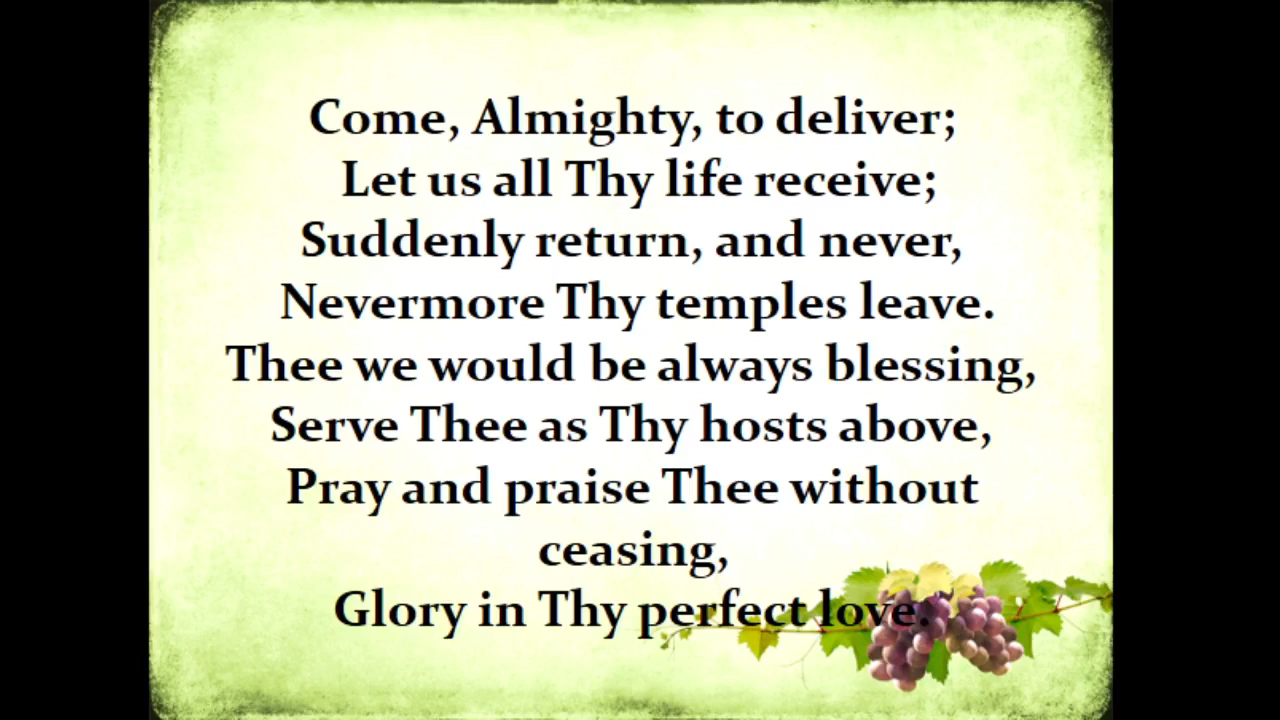 Come, Almighty, to deliver;
Let us all Thy life receive;
Suddenly return, and never,
Nevermore Thy temples leave.
Thee we would be always blessing,
Serve Thee as Thy hosts above,
Pray and praise Thee without
ceasing,
Glory in Thy perfect love.